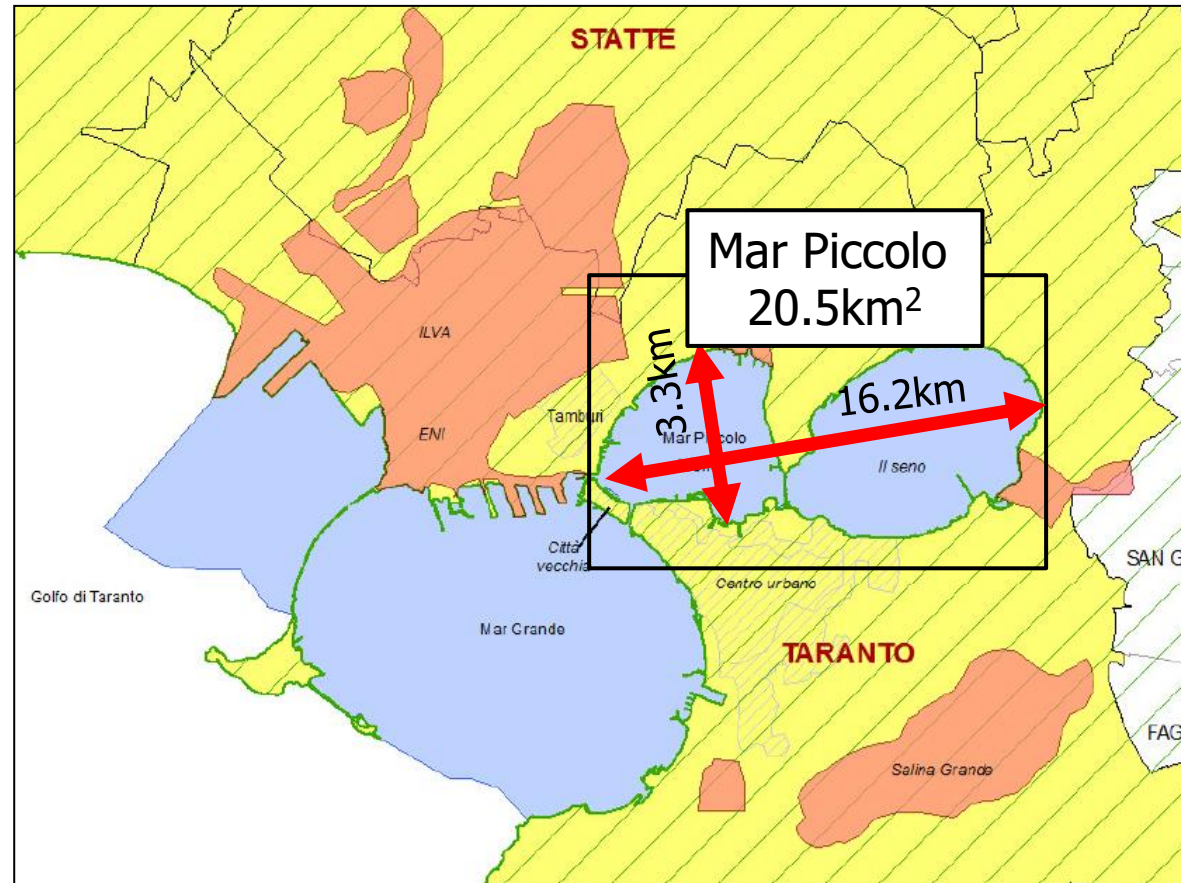 STATTE
Mar Piccolo
20.5km²
ILVA
3.3km
16.2km
Tamburi
ENI
Mar Piccolo
II seno
Città
vecchia
Centro urbano
SAN G
Golfo di Taranto
Mar Grande
TARANTO
FAG
Salina Grande